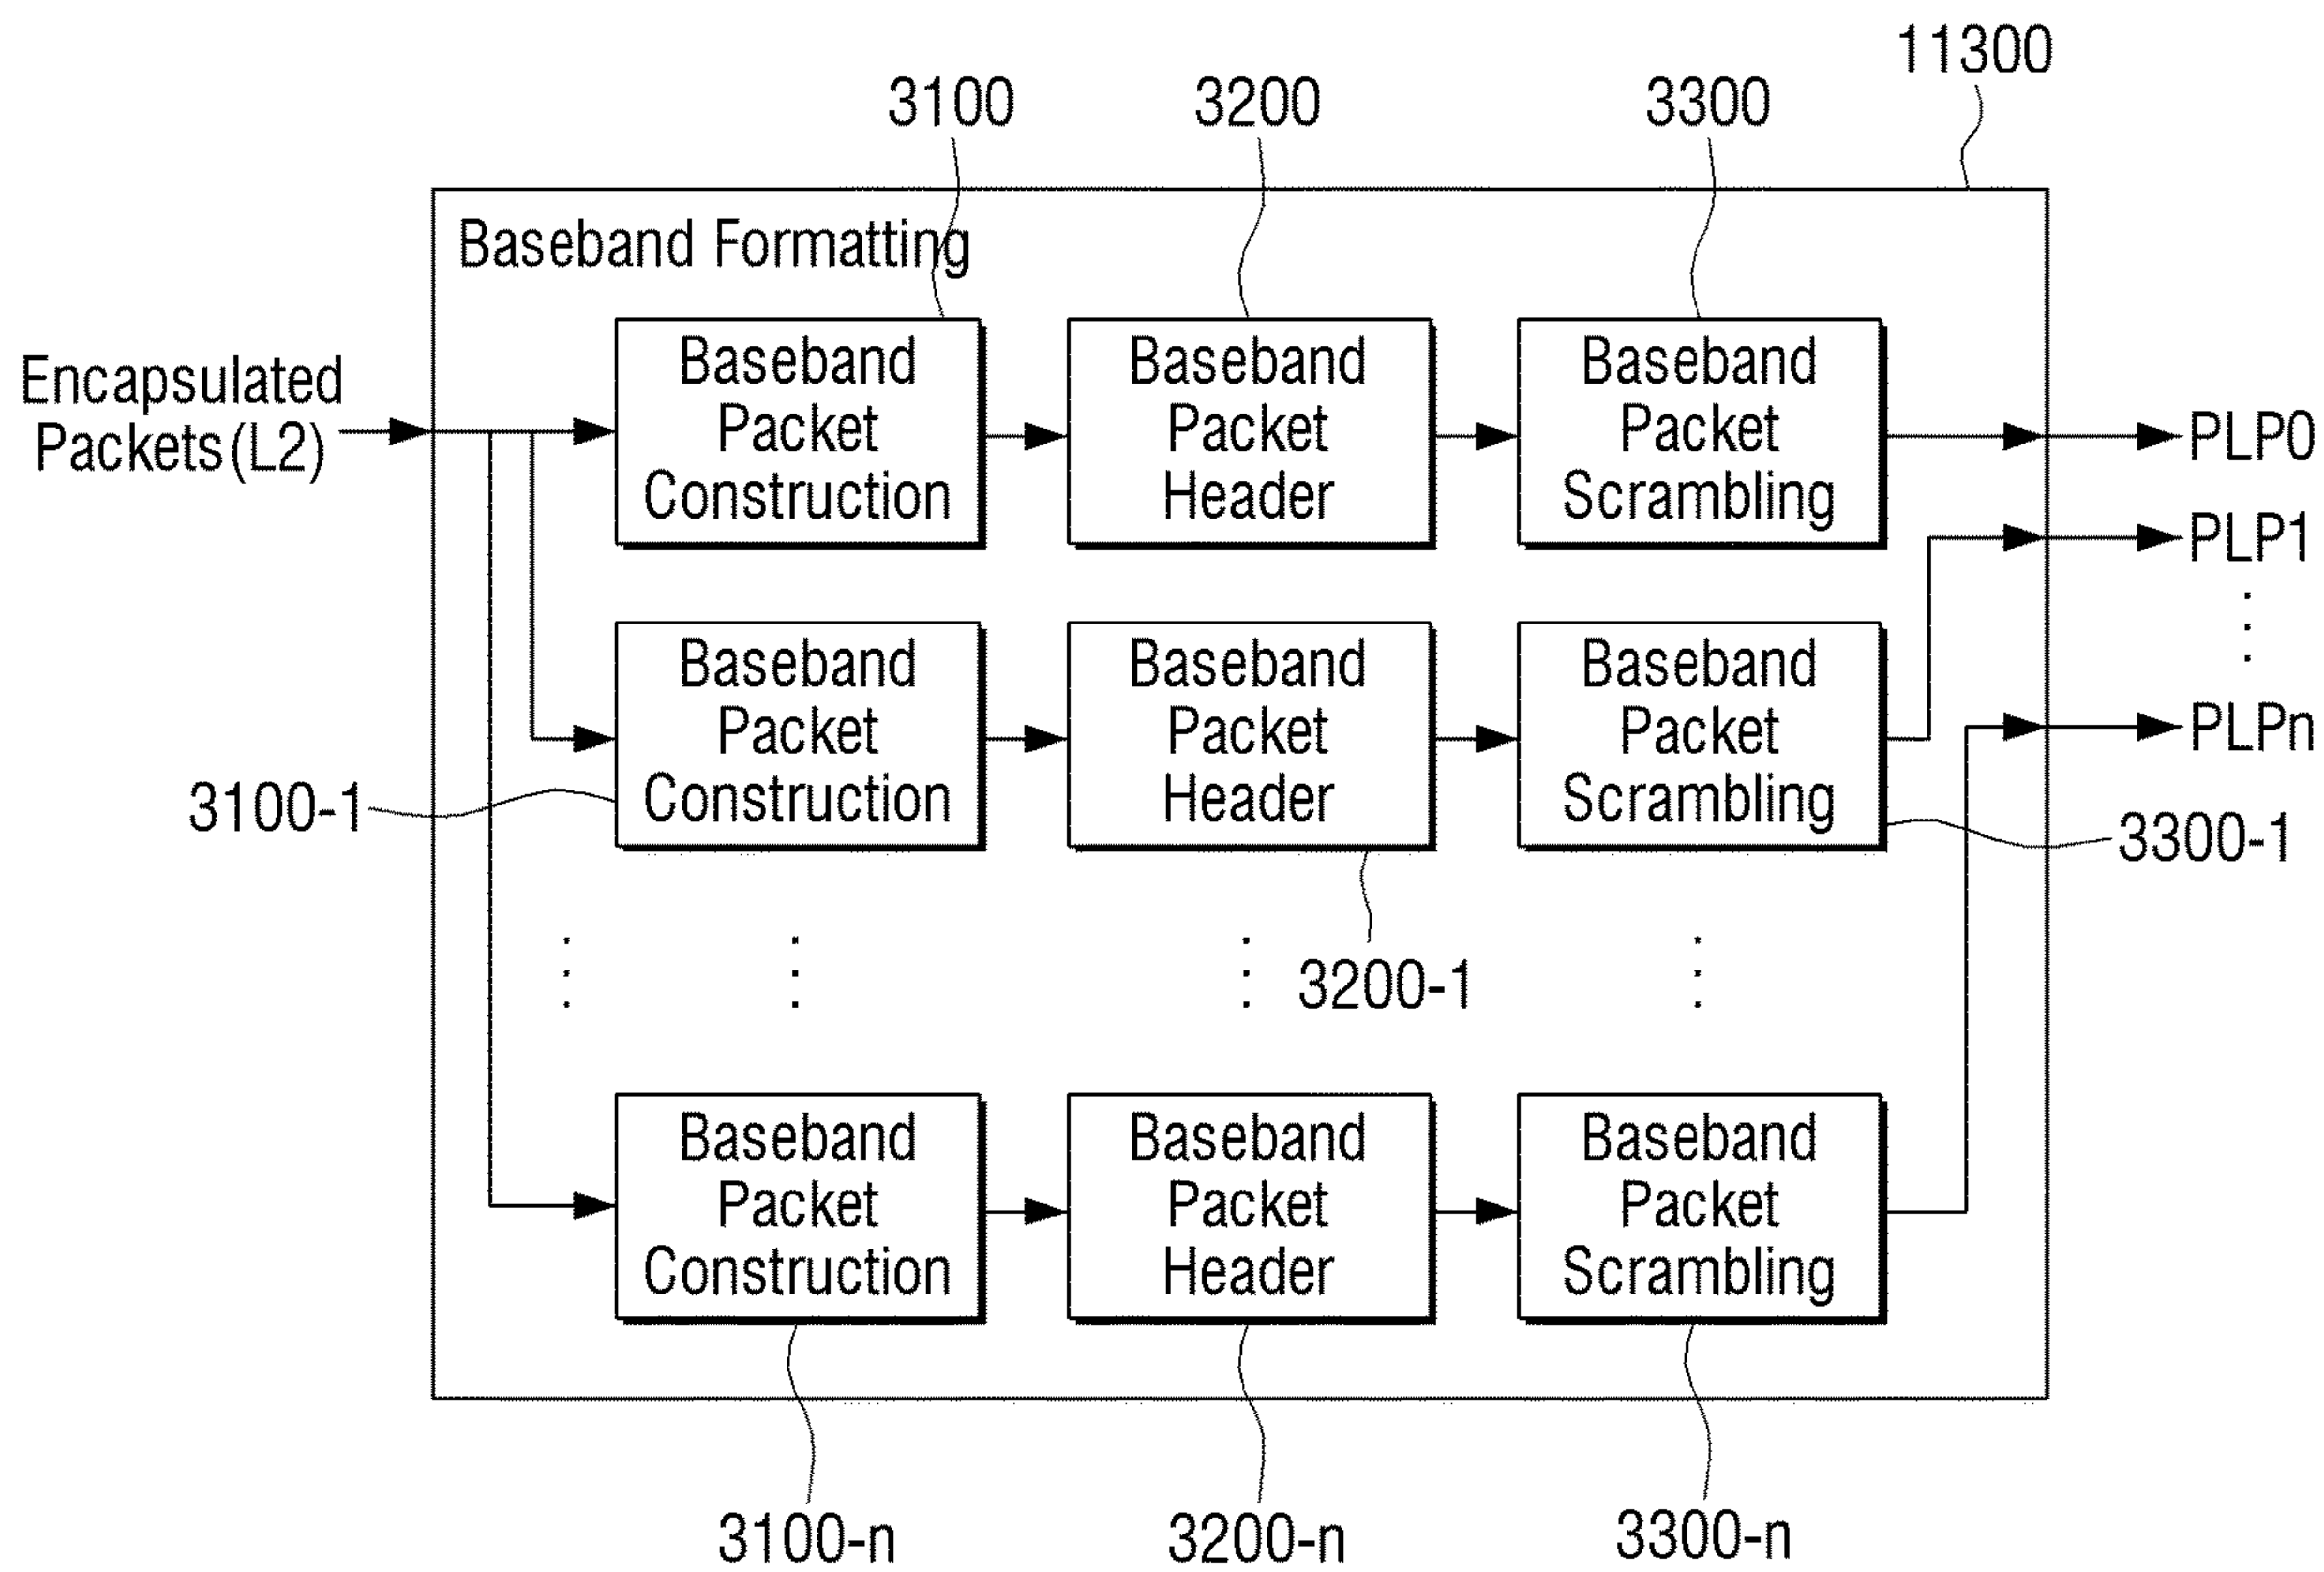 11300
3100
3200
3300
Baseband Formatting
Encapsulated
Packets(L2)
Baseband
Packet
Construction
Baseband
Packet
Header
Baseband
Packet
Scrambling
PLP0
PLP1
PLPn
Baseband
Packet
Construction
Baseband
Packet
Header
Baseband
Packet
Scrambling
3100-1
3300-1
3200-1
Baseband
Packet
Construction
Baseband
Packet
Header
Baseband
Packet
Scrambling
3100-n
3200-n
3300-n